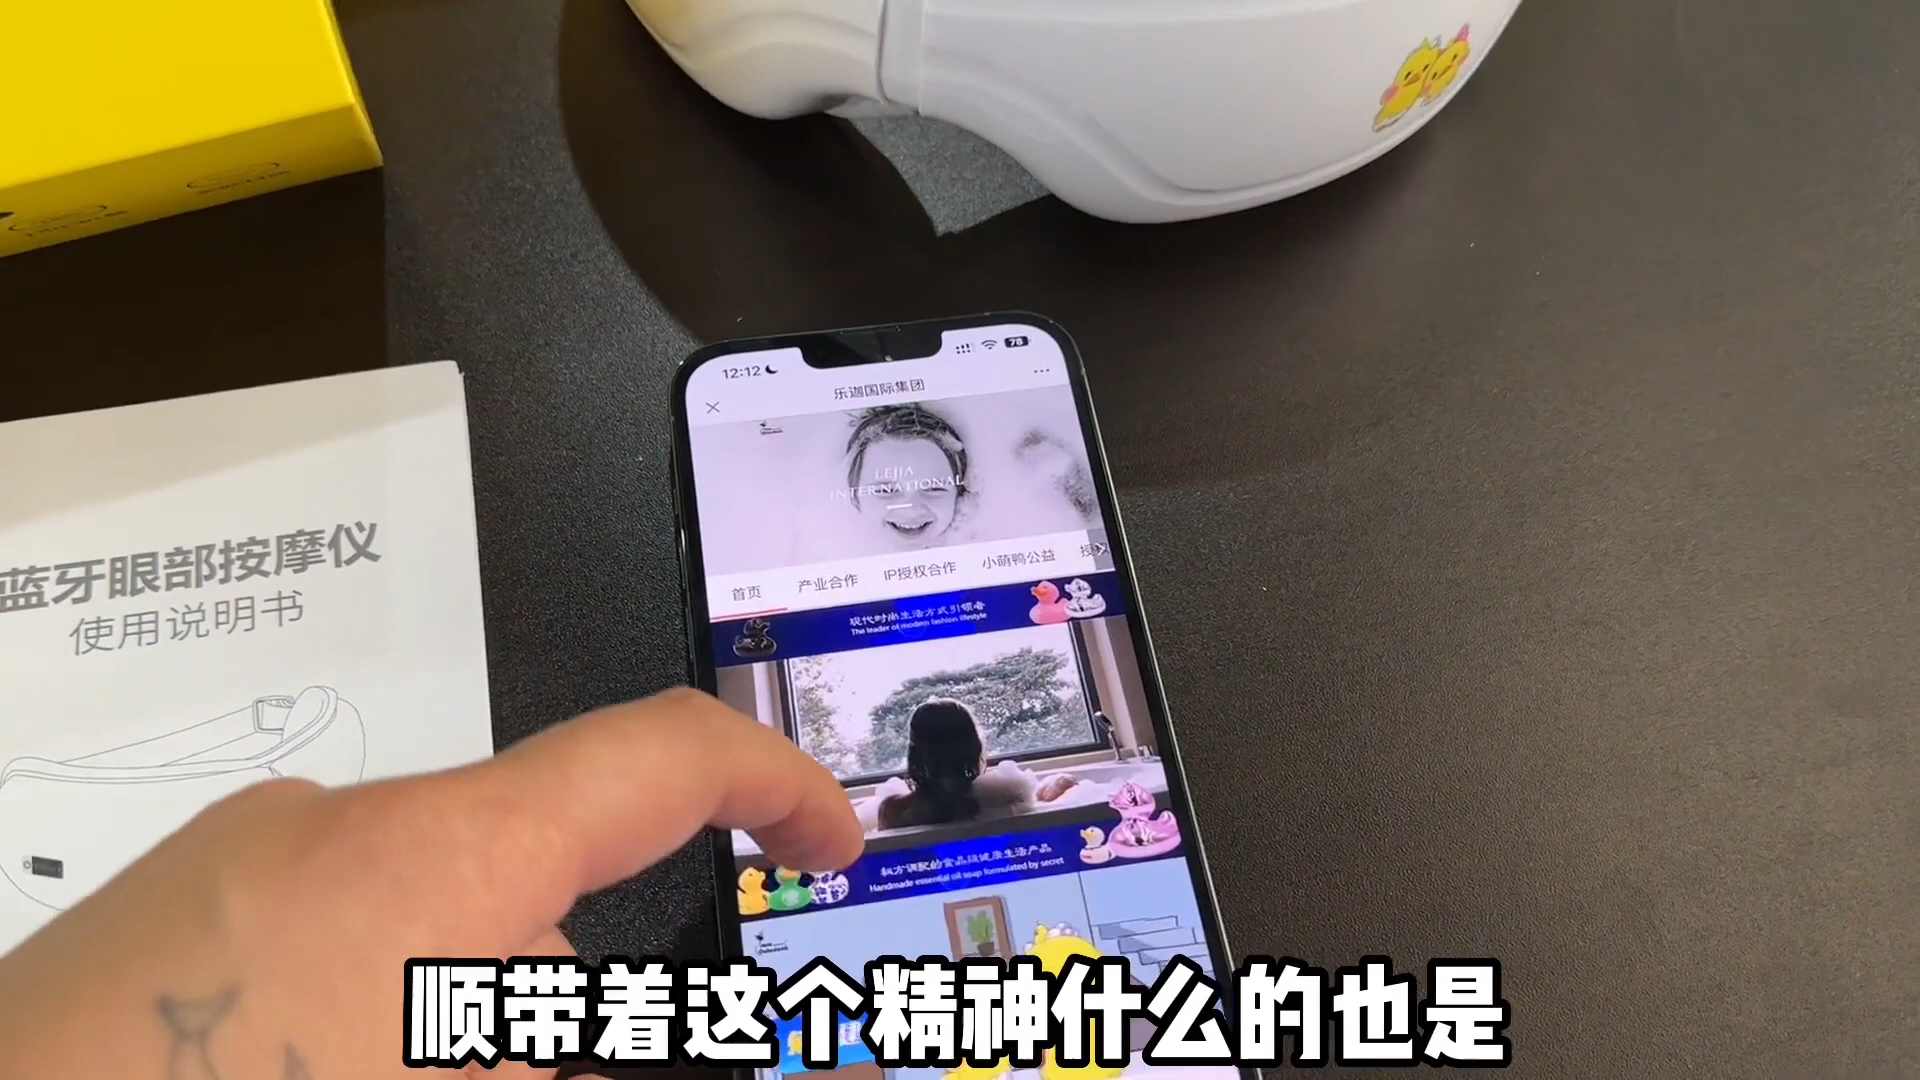 12:12
78
乐迦国际集团
LEJIA
INTERNATIONAL
首页
产业合作
IP授权合作
小萌鸭公益
授权
现代时尚生活方式引领者
The leader of modern fashion lifestyle
秘方调配的食品级健康生活产品
Handmade essential oil soap formulated by secret
蓝牙眼部按摩仪
使用说明书
顺带着这个精神什么的也是